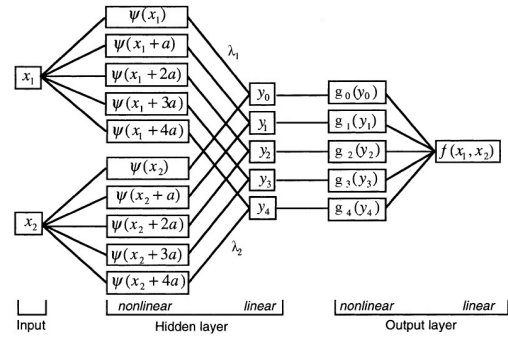 x₁
ψ(x₁)
ψ(x₁+a)
ψ(x₁+2a)
ψ(x₁+3a)
ψ(x₁+4a)
x₂
ψ(x₂)
ψ(x₂+a)
ψ(x₂+2a)
ψ(x₂+3a)
ψ(x₂+4a)
λ₁
λ₂
y₀
y₁
y₂
y₃
y₄
g₀(y₀)
g₁(y₁)
g₂(y₂)
g₃(y₃)
g₄(y₄)
f(x₁,x₂)
nonlinear linear nonlinear linear
Input Hidden layer Output layer